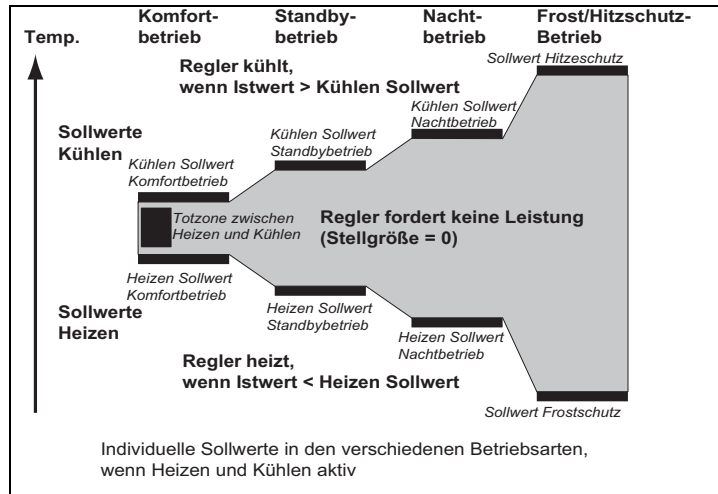 Temp.
Komfort-
betrieb
Standby-
betrieb
Nacht-
betrieb
Frost/Hitzschutz-
Betrieb
Regler kühlt,
wenn Istwert > Kühlen Sollwert
Sollwert Hitzeschutz
Sollwerte
Kühlen
Kühlen Sollwert
Komfortbetrieb
Kühlen Sollwert
Standbybetrieb
Kühlen Sollwert
Nachtbetrieb
Totzone zwischen
Heizen und Kühlen
Regler fordert keine Leistung
(Stellgröße = 0)
Sollwerte
Heizen
Heizen Sollwert
Komfortbetrieb
Heizen Sollwert
Standbybetrieb
Heizen Sollwert
Nachtbetrieb
Regler heizt,
wenn Istwert < Heizen Sollwert
Sollwert Frostschutz
Individuelle Sollwerte in den verschiedenen Betriebsarten,
wenn Heizen und Kühlen aktiv